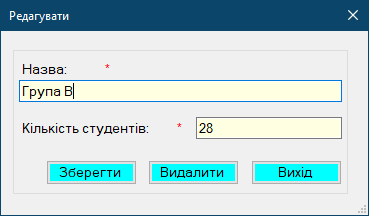 Редагувати
Назва: *
Група В
Кількість студентів: * 28
Зберегти Видалити Вихід